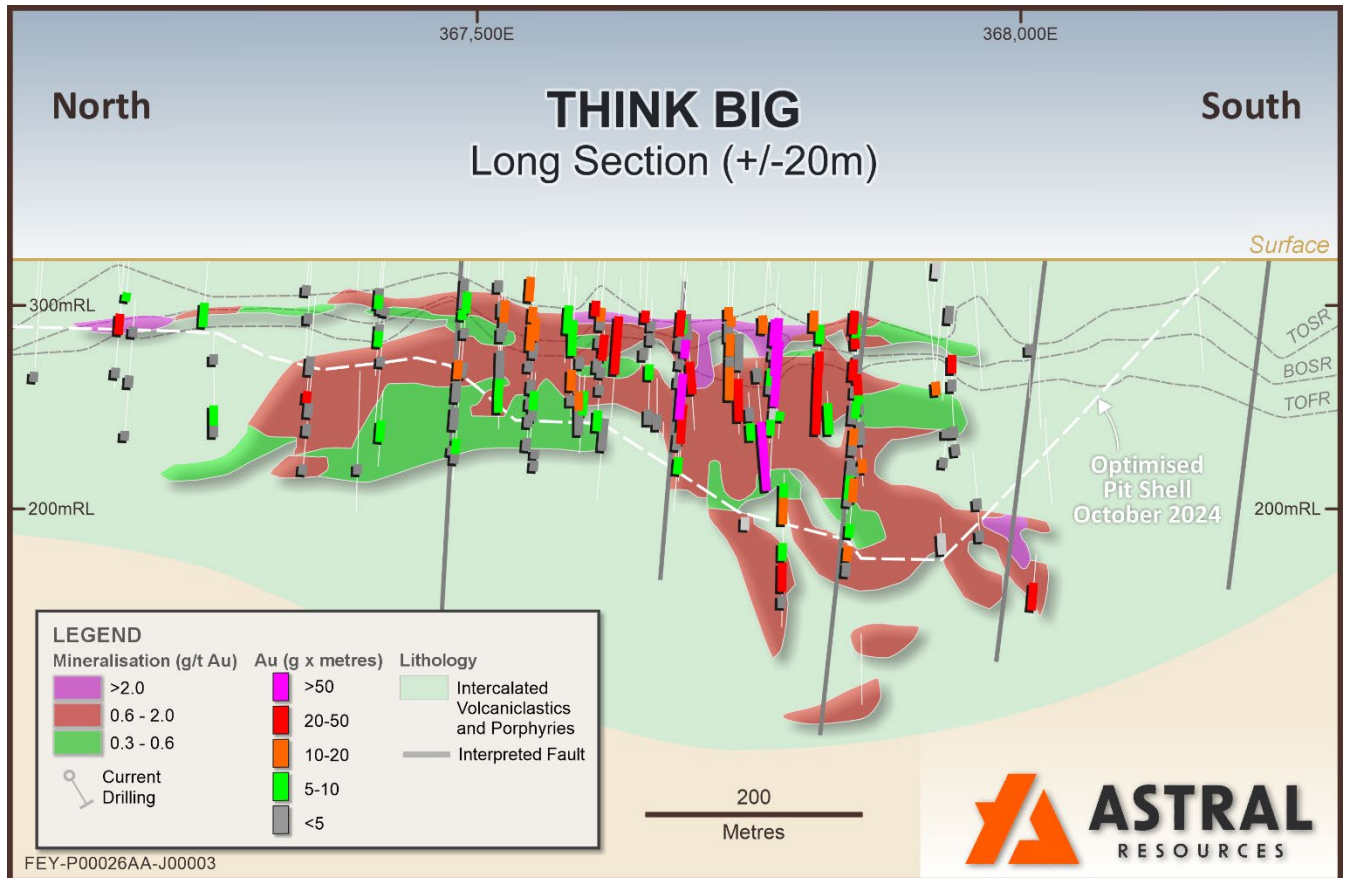 367,500E
368,000E
North
THINK BIG
South
Long Section (+/-20m)
Surface
300mRL
TOSR
BOSR
TOFR
Optimised
Pit Shell
October 2024
200mRL
200mRL
LEGEND
Mineralisation (g/t Au)
>2.0
0.6 - 2.0
0.3 - 0.6
Current
Drilling
Au (g x metres)
>50
20-50
10-20
5-10
<5
Lithology
Intercalated
Volcaniclastics
and Porphyries
Interpreted Fault
200
Metres
ASTRAL
RESOURCES
FEY-P00026AA-J00003